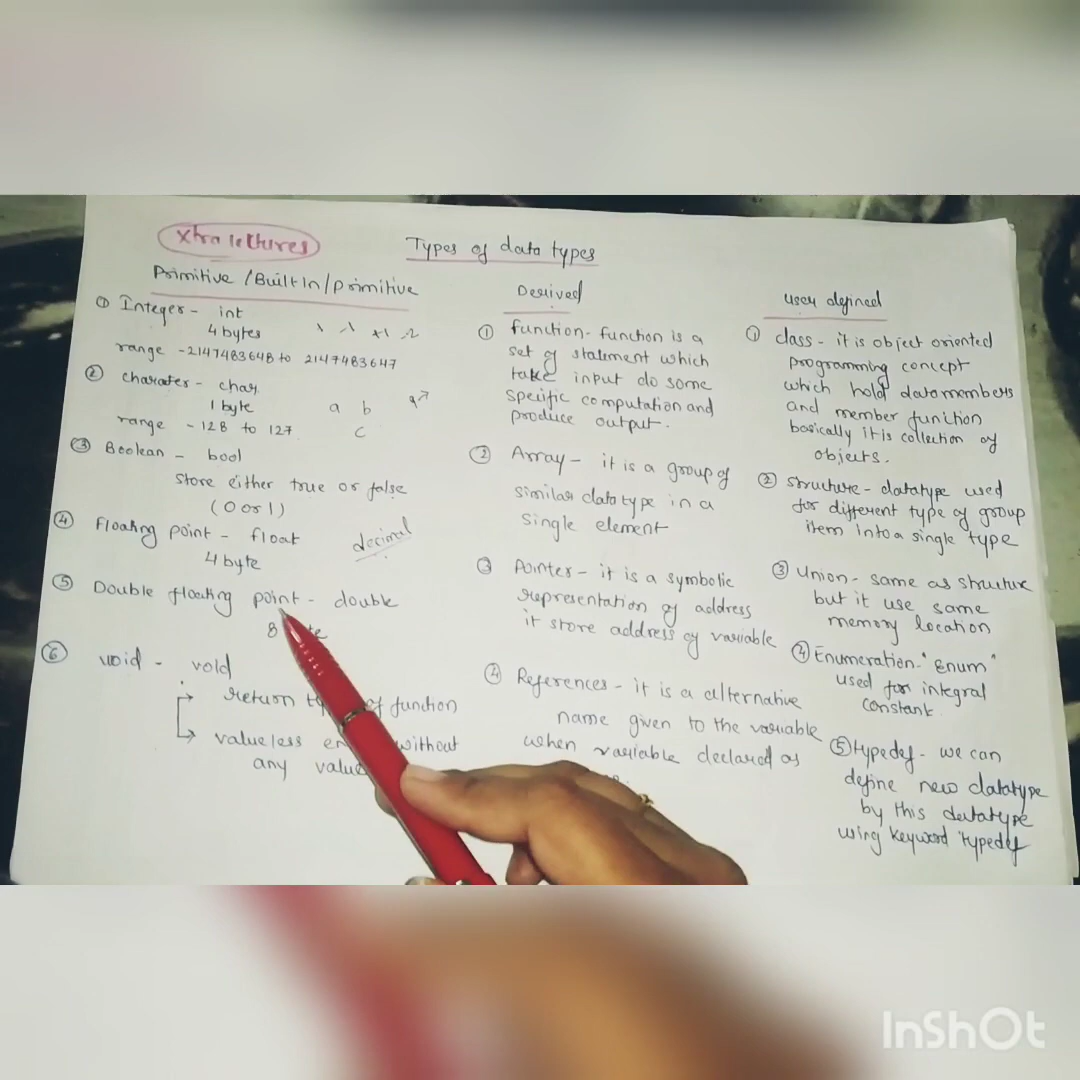 Xtra lectures
Types of data types
Primitive / Built In / Primitive
① Integer - int
4 bytes
range -2147483648 to 2147483647
② character - char
1 byte
a b
c
range -128 to 127
③ Boolean - bool
store either true or false
(0 or 1)
④ Floating point - float
decimal
4 byte
⑤ Double floating point - double
8
⑥ void - void
return of function
valueless without
any value
Derived
① function - function is a
set of statement which
take input do some
specific computation and
produce output.
② Array - it is a group of
similar data type in a
single element
③ Pointer - it is a symbolic
representation of address
it store address of variable
④ References - it is a alternative
name given to the variable
when variable declared as
user defined
① class - it is object oriented
programming concept
which hold datamembers
and member function
basically it is collection of
objects.
② structure - datatype used
for different type of group
item into a single type
③ Union - same as structure
but it use same
memory location
④ Enumeration - "enum"
used for integral
constant.
⑤ typedef - we can
define new datatype
by this datatype
using keyword 'typedef
InShOt